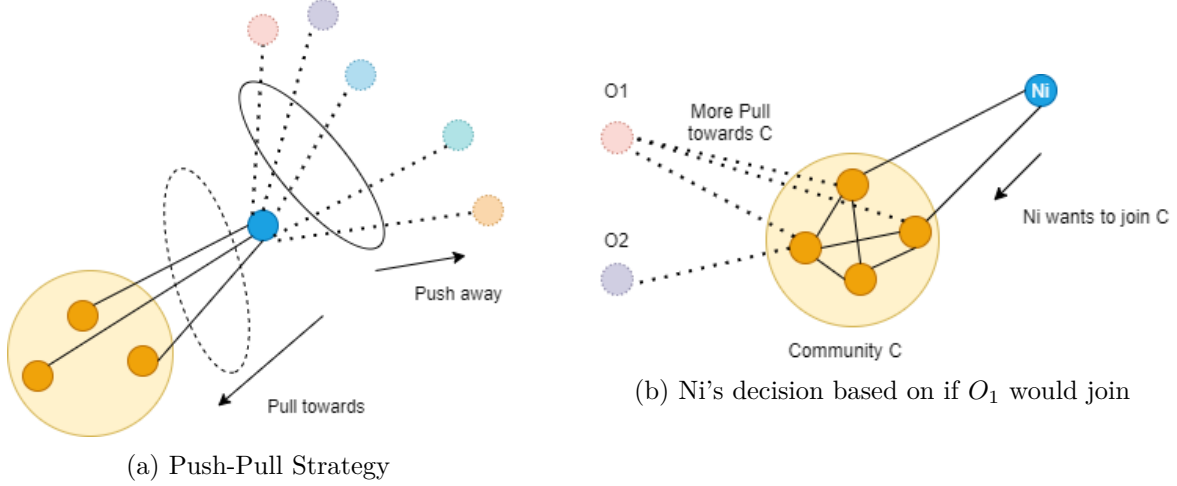 Push away
Pull towards
(a) Push-Pull Strategy
O1
More Pull
towards C
Ni
Ni wants to join C
O2
Community C
(b) Ni's decision based on if O1 would join